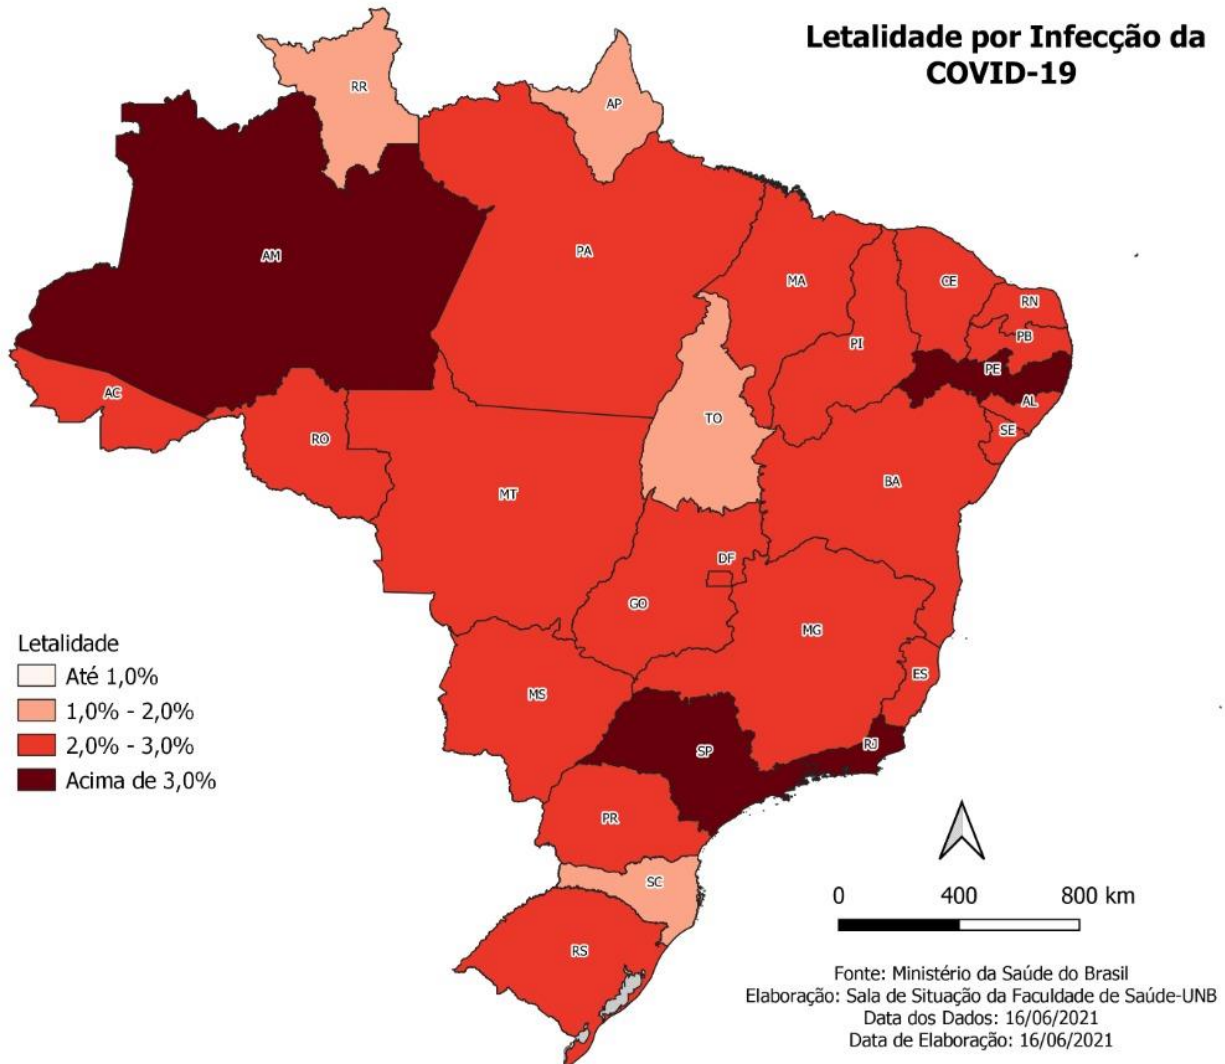 Letalidade por Infecção da
COVID-19
RR
AP
AM
PA
MA
CE
RN
PB
PI
PE
AL
SE
AC
TO
RO
BA
MT
DF
GO
MG
ES
MS
SP
RJ
PR
SC
RS
Letalidade
Até 1,0%
1,0% - 2,0%
2,0% - 3,0%
Acima de 3,0%
0 400 800 km
Fonte: Ministério da Saúde do Brasil
Elaboração: Sala de Situação da Faculdade de Saúde-UNB
Data dos Dados: 16/06/2021
Data de Elaboração: 16/06/2021